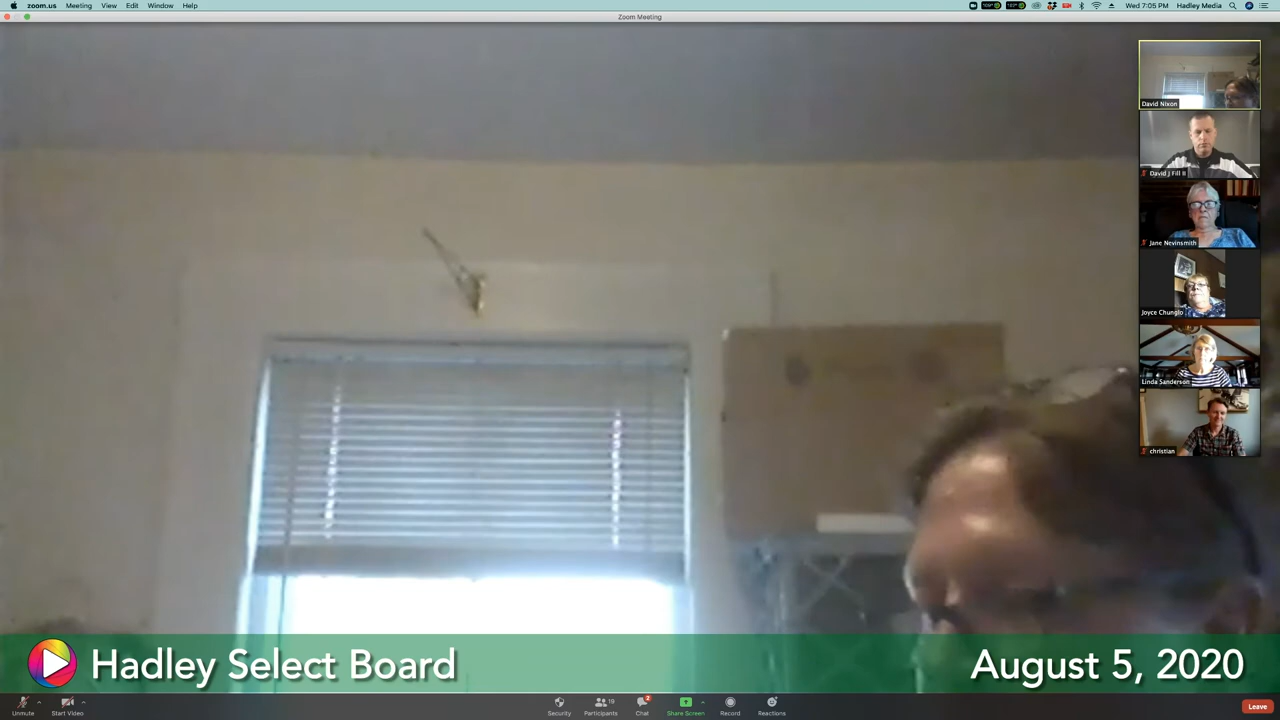 zoom.us Meeting View Edit Window Help
Wed 7:05 PM Hadley Media
Zoom Meeting
David Nixon
David J Fill II
Jane Nevinsmith
Joyce Chunglo
Linda Sanderson
christian
Hadley Select Board
August 5, 2020
Unmute
Start Video
Security
Participants
19
Chat
2
Share Screen
Record
Reactions
Leave